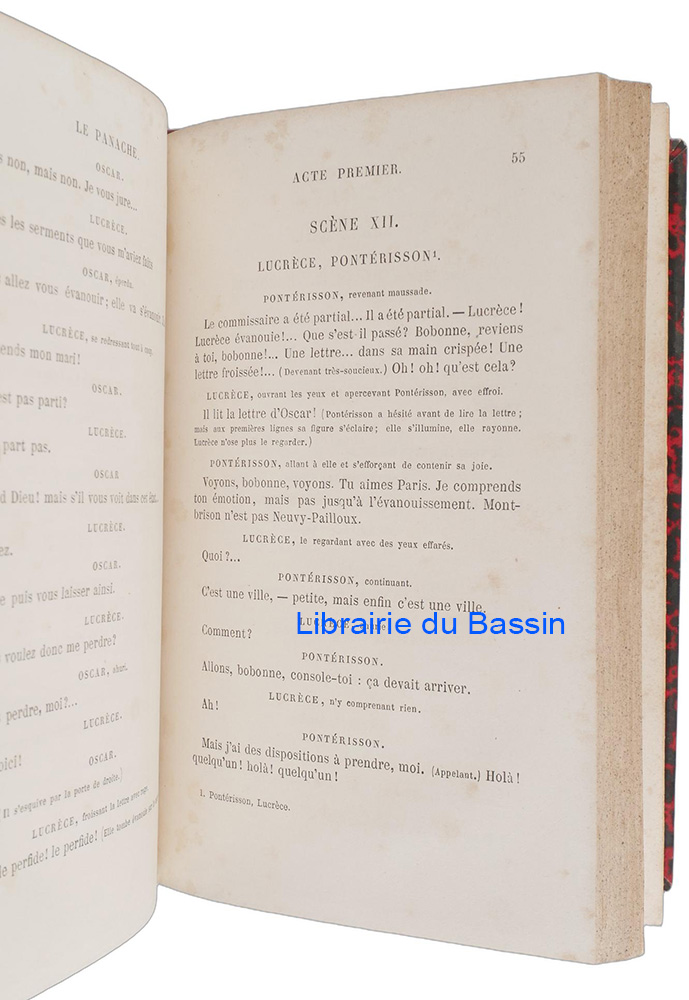 LE PANACHE.
OSCAR.
non, mais non. Je vous jure...
LUCRÈCE.
les serments que vous m'aviez faits
OSCAR, éperdu.
allez vous évanouir; elle va s'évanouir
LUCRÈCE, se redressant tout à coup.
mon mari!
OSCAR.
est pas parti?
LUCRÈCE.
part pas.
OSCAR
Dieu! mais s'il vous voit dans cet état...
LUCRÈCE.
OSCAR.
puis vous laisser ainsi.
LUCRÈCE.
voulez donc me perdre?
OSCAR, ahuri.
perdre, moi?...
LUCRÈCE.
OSCAR.
Il s'esquive par la porte de droite.)
LUCRÈCE, froissant la lettre avec rage
le perfide! le perfide! (Elle tombe évanouie
ACTE PREMIER. 55
SCÈNE XII.
LUCRÈCE, PONTÉRISSON¹.
PONTÉRISSON, revenant maussade.
Le commissaire a été partial... Il a été partial. — Lucrèce!
Lucrèce évanouie!... Que s'est-il passé? Bobonne, reviens
à toi, bobonne!... Une lettre... dans sa main crispée! Une
lettre froissée!... (Devenant très-soucieux.) Oh! oh! qu'est cela?
LUCRÈCE, ouvrant les yeux et apercevant Pontérisson, avec effroi.
Il lit la lettre d'Oscar! (Pontérisson a hésité avant de lire la lettre;
mais aux premières lignes sa figure s'éclaire; elle s'illumine, elle rayonne.
Lucrèce n'ose plus le regarder.)
PONTÉRISSON, allant à elle et s'efforçant de contenir sa joie.
Voyons, bobonne, voyons. Tu aimes Paris. Je comprends
ton émotion, mais pas jusqu'à l'évanouissement. Mont-
brison n'est pas Neuvy-Pailloux.
LUCRÈCE, le regardant avec des yeux effarés.
Quoi?...
PONTÉRISSON, continuant.
C'est une ville, — petite, mais enfin c'est une ville.
LUCRÈCE
Librairie du Bassin
Comment?
PONTÉRISSON.
Allons, bobonne, console-toi : ça devait arriver.
LUCRÈCE, n'y comprenant rien.
Ah!
PONTÉRISSON.
Mais j'ai des dispositions à prendre, moi. (Appelant.) Holà!
quelqu'un! holà! quelqu'un!
1. Pontérisson, Lucrèce.